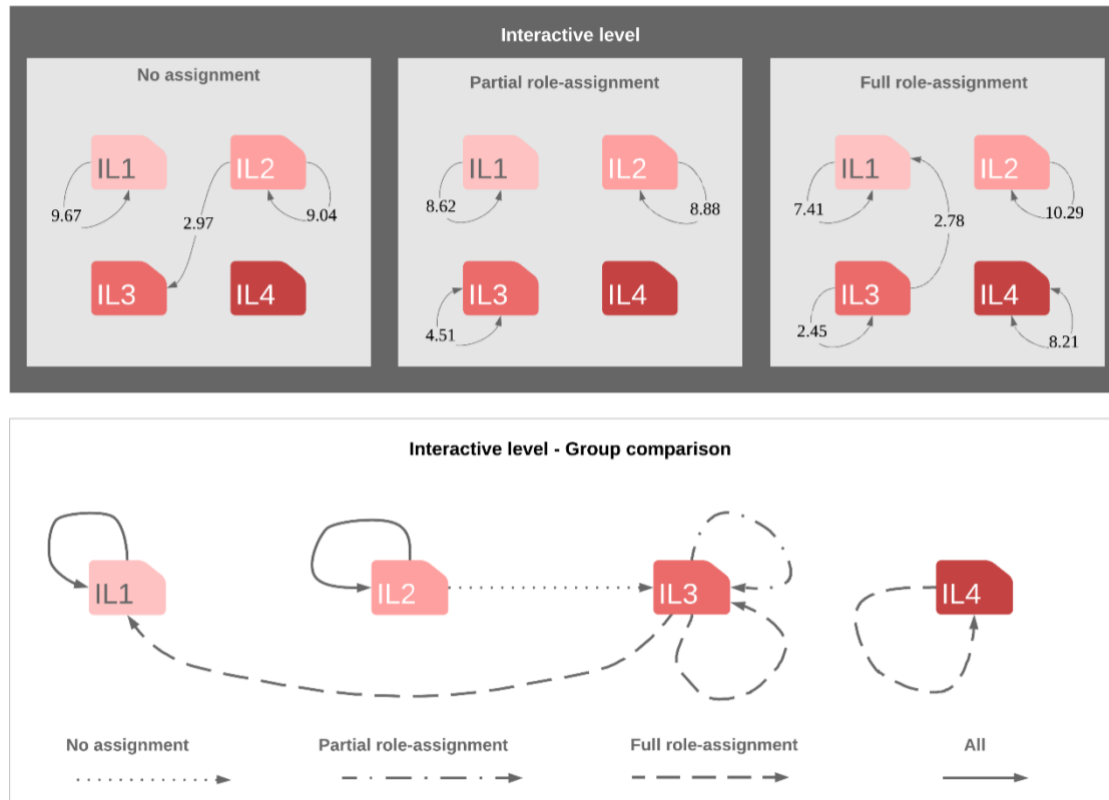 Interactive level
No assignment
Partial role-assignment
Full role-assignment
IL1
IL2
9.67
2.97
9.04
IL3
IL4
IL1
IL2
8.62
8.88
IL3
IL4
4.51
IL1
IL2
7.41
2.78
10.29
IL3
IL4
2.45
8.21
Interactive level - Group comparison
IL1
IL2
IL3
IL4
No assignment
Partial role-assignment
Full role-assignment
All